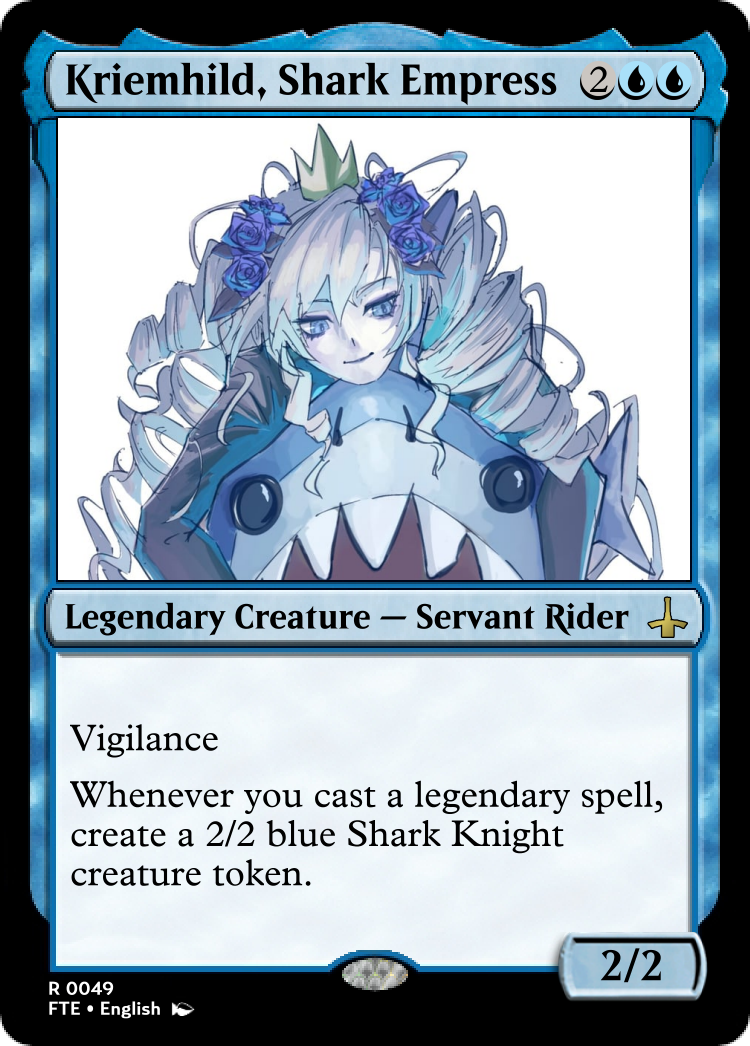 Kriemhild, Shark Empress 2
Legendary Creature — Servant Rider
Vigilance
Whenever you cast a legendary spell,
create a 2/2 blue Shark Knight
creature token.
2/2
R 0049
FTE • English